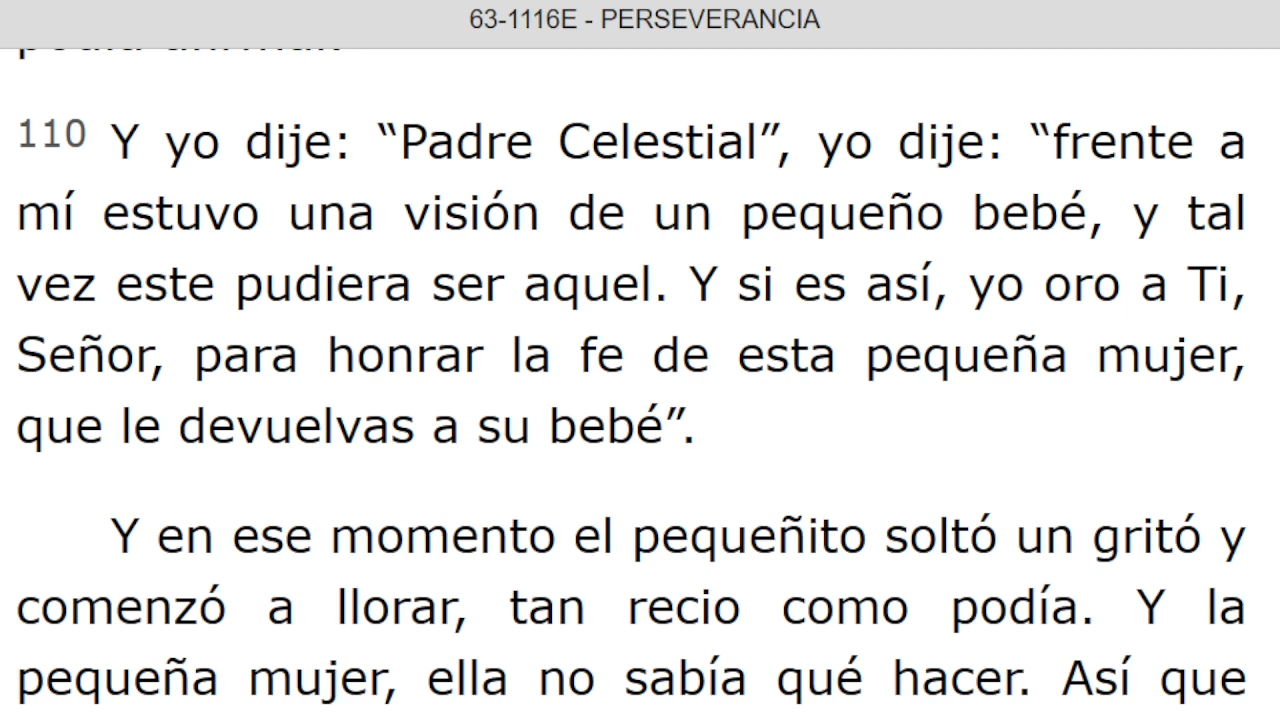 63-1116E - PERSEVERANCIA
110 Y yo dije: “Padre Celestial”, yo dije: “frente a
mí estuvo una visión de un pequeño bebé, y tal
vez este pudiera ser aquel. Y si es así, yo oro a Ti,
Señor, para honrar la fe de esta pequeña mujer,
que le devuelvas a su bebé”.
Y en ese momento el pequeñito soltó un gritó y
comenzó a llorar, tan recio como podía. Y la
pequeña mujer, ella no sabía qué hacer. Así que